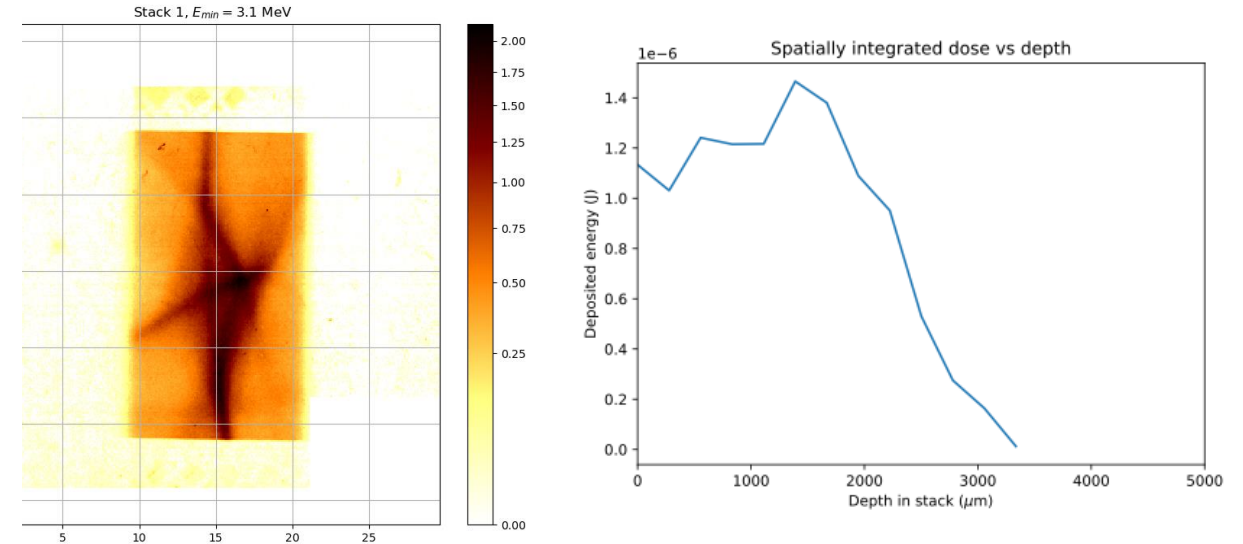 Stack 1, E_min = 3.1 MeV
2.00
1.75
1.50
1.25
1.00
0.75
0.50
0.25
0.00
5 10 15 20 25
Spatially integrated dose vs depth
1e−6
1.4
1.2
1.0
0.8
0.6
0.4
0.2
0.0
Deposited energy (J)
0 1000 2000 3000 4000 5000
Depth in stack (μm)